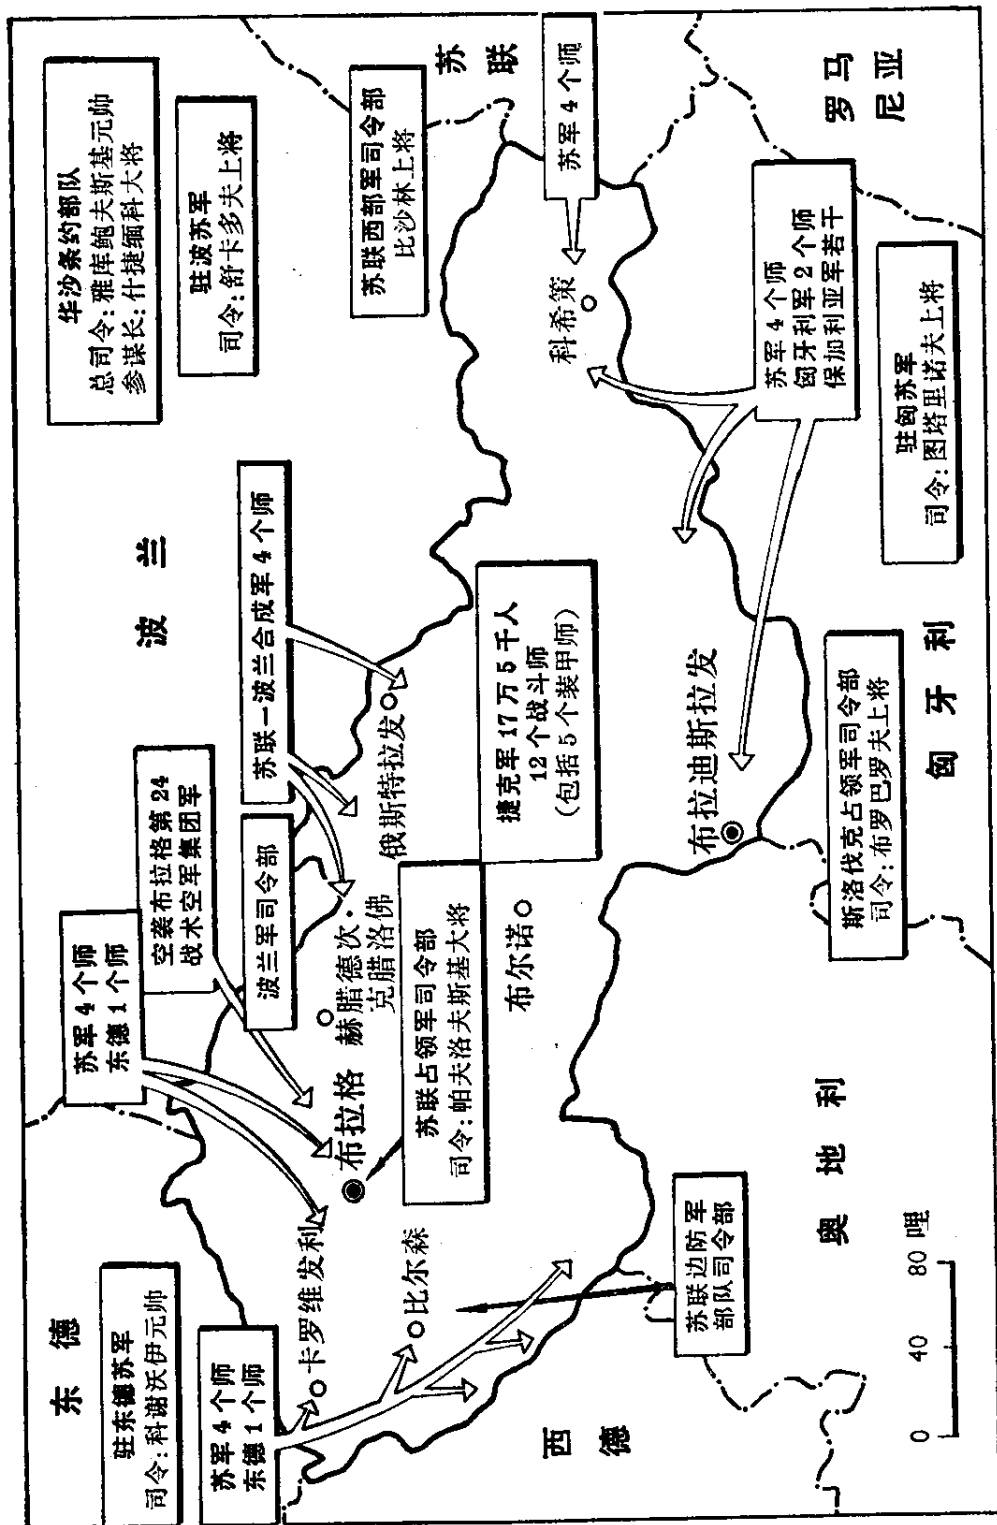 东 德
驻东德苏军
司令：科谢沃伊元帅
苏军4个师
东德1个师
苏军4个师
东德1个师
空袭布拉格第24
战术空军集团军
波兰军司令部
波 兰
苏联—波兰合成军4个师
华沙条约部队
总司令：雅库鲍夫斯基元帅
参谋长：什捷缅科大将
驻波苏军
司令：舒卡多夫上将
苏联西部军司令部
比沙林上将
苏联
苏军4个师
罗马
尼亚
卡罗维发利
比尔森
布拉格
赫腊德次·
克腊洛佛
俄斯特拉发
科希策
苏联占领军司令部
司令：帕夫洛夫斯基大将
捷克军17万5千人
12个战斗师
（包括5个装甲师）
布尔诺
布拉迪斯拉发
苏军4个师
匈牙利军2个师
保加利亚军若干
驻匈苏军
司令：图塔里诺夫上将
斯洛伐克占领军司令部
司令：布罗巴罗夫上将
匈 牙 利
西
德
苏联边防军
部队司令部
奥 地 利
0 40 80 哩